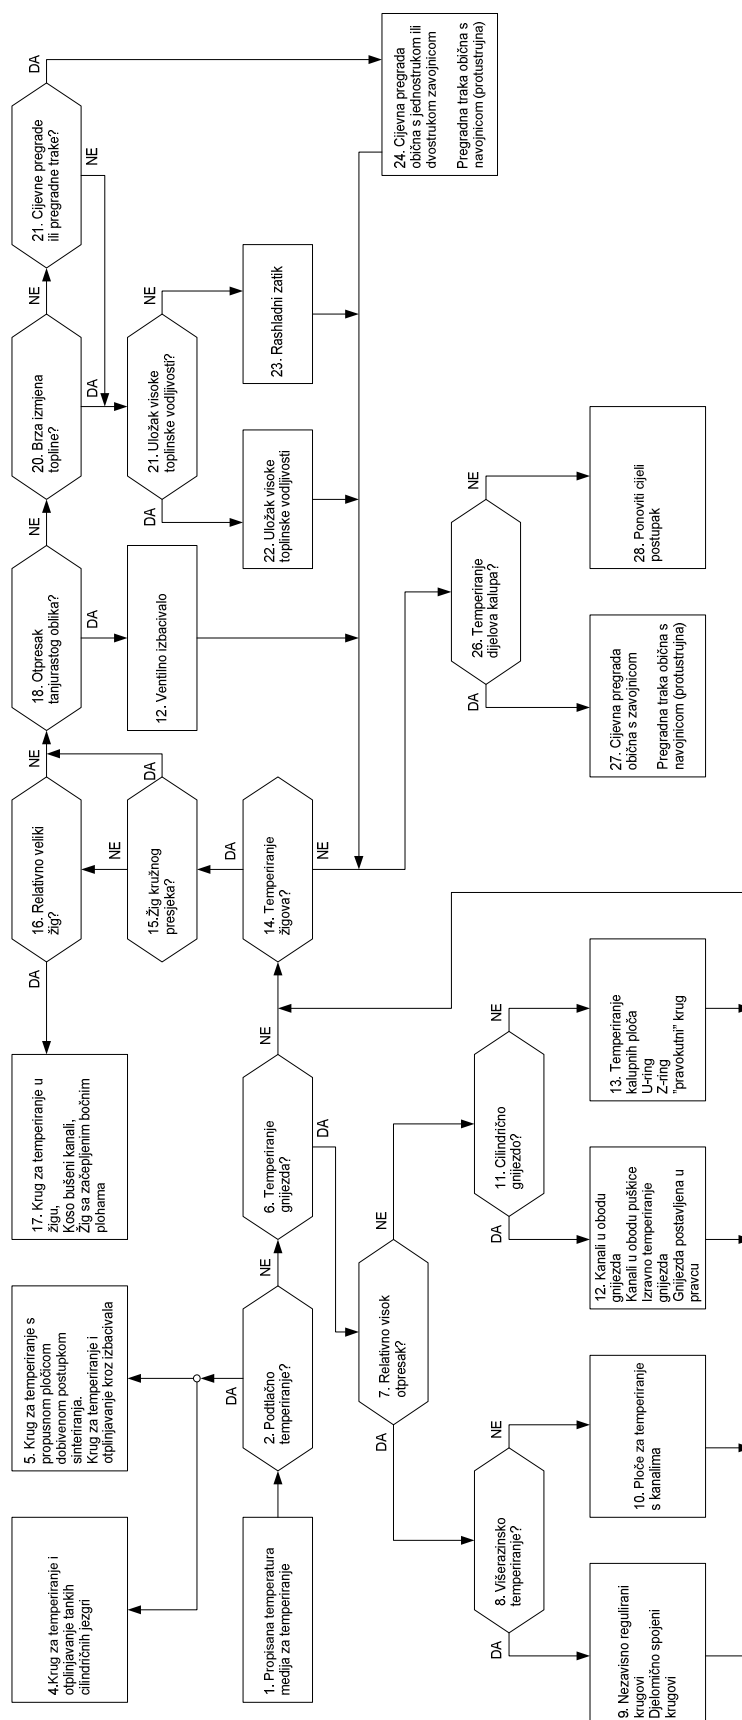 1. Propisana temperatura
medija za temperiranje
2. Podtlačno
temperiranje?
DA
NE
4.Krug za temperiranje i
otplinjavanje tankih
cilindričnih jezgri
5. Krug za temperiranje s
propusnom pločicom
dobivenom postupkom
sinteriranja.
Krug za temperiranje i
otplinjavanje kroz izbacivala
6. Temperiranje
gnijezda?
NE
DA
7. Relativno visok
otpresak?
DA
NE
8. Višerazinsko
temperiranje?
DA
NE
9. Nezavisno regulirani
krugovi
Djelomično spojeni
krugovi
10. Ploče za temperiranje
s kanalima
11. Cilindrično
gnijezdo?
DA
NE
12. Kanali u obodu
gnijezda
Kanali u obodu puškice
Izravno temperiranje
gnijezda
Gnijezda postavljena u
pravcu
13. Temperiranje
kalupnih ploča
U-ring
Z-ring
"pravokutni" krug
14. Temperiranje
žigova?
DA
NE
15.Žig kružnog
presjeka?
NE
DA
16. Relativno veliki
žig?
DA
NE
17. Krug za temperiranje u
žigu,
Koso bušeni kanali,
Žig sa začepljenim bočnim
plohama
18. Otpresak
tanjurastog oblika?
NE
DA
12. Ventilno izbacivalo
20. Brza izmjena
topline?
NE
DA
21. Cijevne pregrade
ili pregradne trake?
DA
NE
21. Uložak visoke
toplinske vodljivosti?
DA
NE
22. Uložak visoke
toplinske vodljivosti
23. Rashladni zatik
24. Cijevna pregrada
obična s jednostrukom ili
dvostrukom zavojnicom
Pregradna traka obična s
navojnicom (protustrujna)
26. Temperiranje
dijelova kalupa?
DA
NE
27. Cijevna pregrada
obična s zavojnicom
Pregradna traka obična s
navojnicom (protustrujna)
28. Ponoviti cijeli
postupak